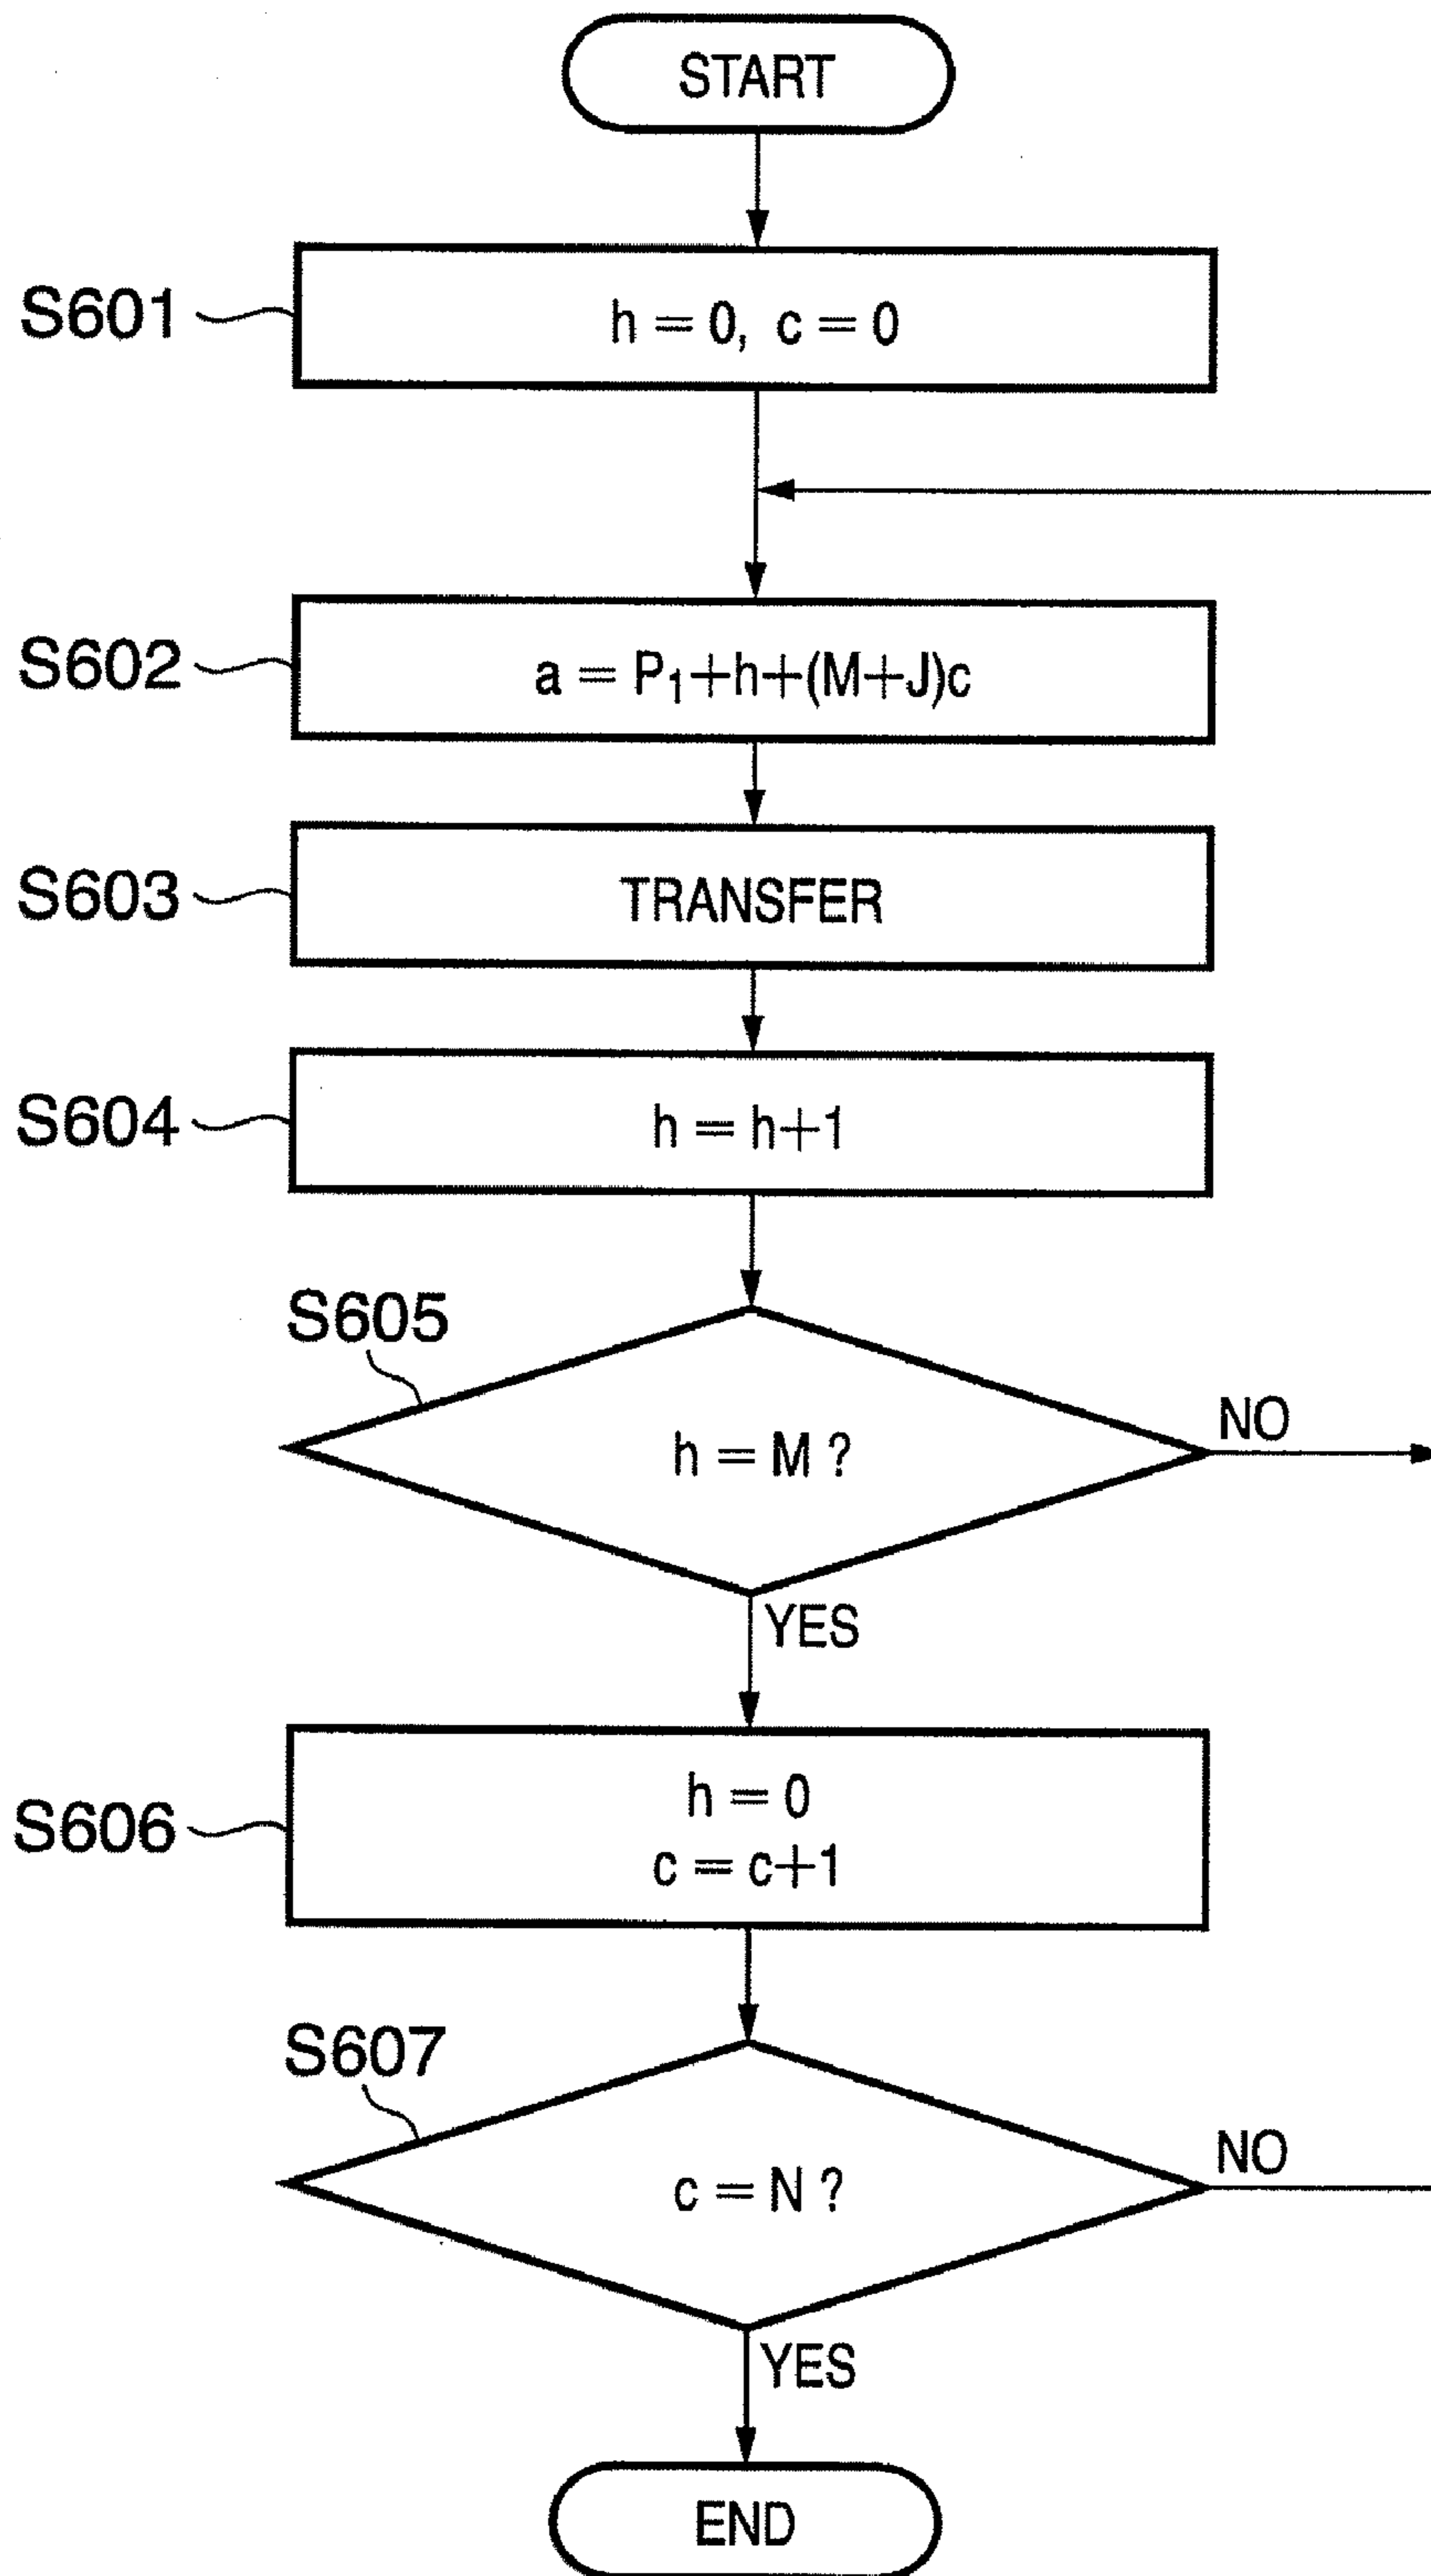 START
S601
h = 0, c = 0
S602
a = P₁+h+(M+J)c
S603
TRANSFER
S604
h = h+1
S605
h = M ?
NO
YES
S606
h = 0
c = c+1
S607
c = N ?
NO
YES
END